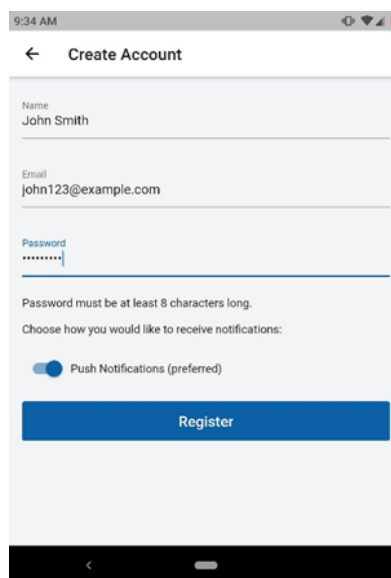 9:34 AM
Create Account
Name
John Smith
Email
john123@example.com
Password
•••••••••
Password must be at least 8 characters long.
Choose how you would like to receive notifications:
Push Notifications (preferred)
Register